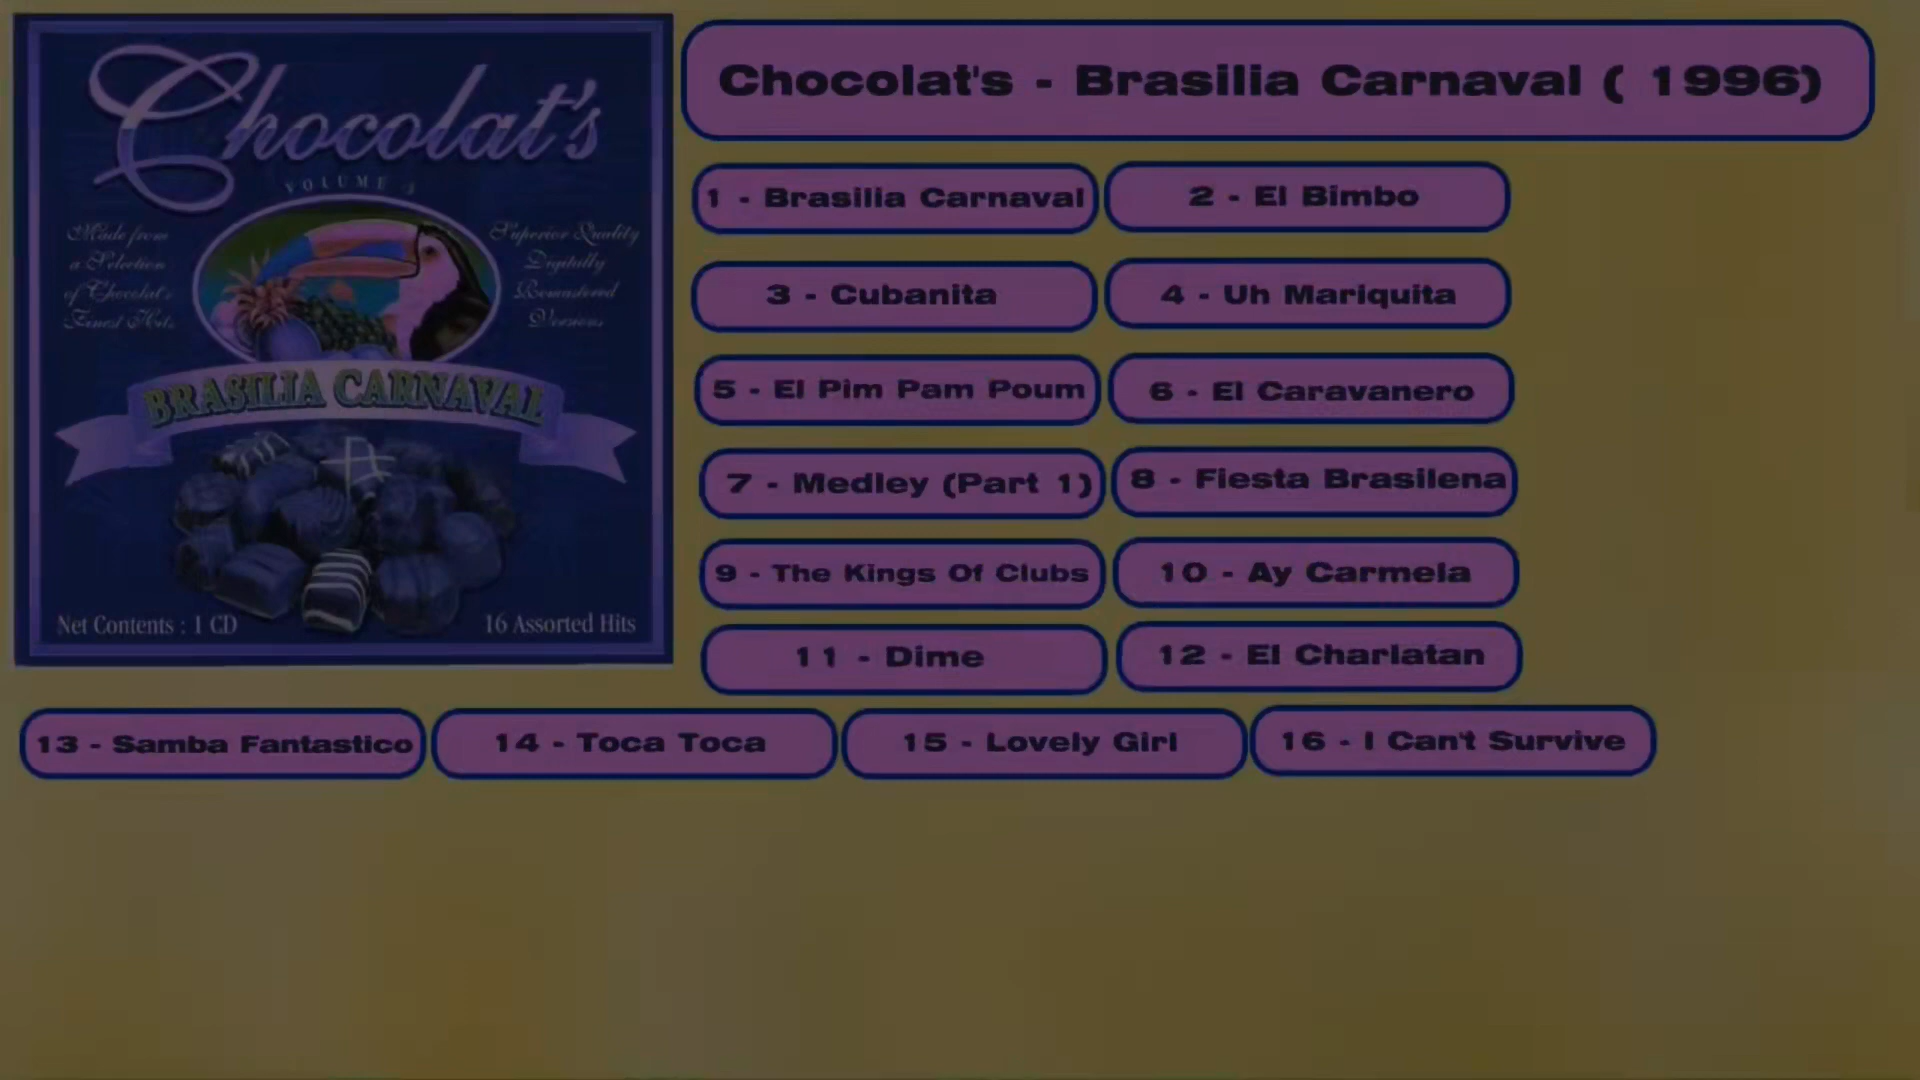 Chocolat's
VOLUME 3
Made from
a Selection
of Chocolat's
Finest Hits
Superior Quality
Digitally
Remastered
Versions
BRASILIA CARNAVAL
Net Contents : 1 CD
16 Assorted Hits
Chocolat's - Brasilia Carnaval ( 1996)
1 - Brasilia Carnaval
2 - El Bimbo
3 - Cubanita
4 - Uh Mariquita
5 - El Pim Pam Poum
6 - El Caravanero
7 - Medley (Part 1)
8 - Fiesta Brasilena
9 - The Kings Of Clubs
10 - Ay Carmela
11 - Dime
12 - El Charlatan
13 - Samba Fantastico
14 - Toca Toca
15 - Lovely Girl
16 - I Can't Survive